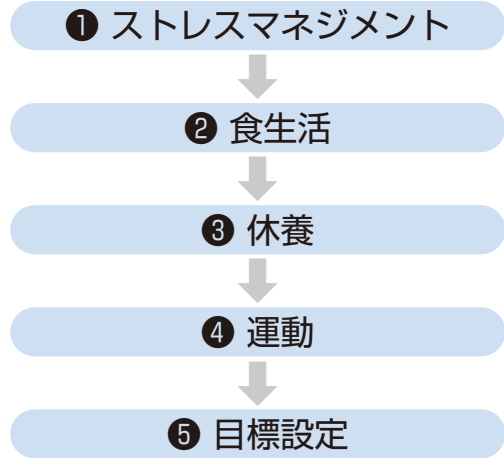 ❶ ストレスマネジメント
❷ 食生活
❸ 休養
❹ 運動
❺ 目標設定